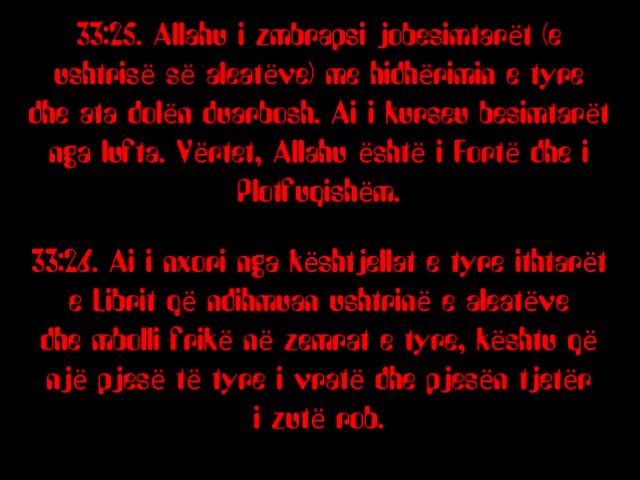 33:25. Allahu i zmbrapsi jobesimtarët (e
ushtrisë së aleatëve) me hidhërimin e tyre
dhe ata dolën duarbosh. Ai i kurseu besimtarët
nga lufta. Vërtet, Allahu është i Fortë dhe i
Plotfuqishëm.
33:26. Ai i nxori nga kështjellat e tyre ithtarët
e Librit që ndihmuan ushtrinë e aleatëve
dhe mbolli frikë në zemrat e tyre, kështu që
një pjesë të tyre i vratë dhe pjesën tjetër
i zutë rob.